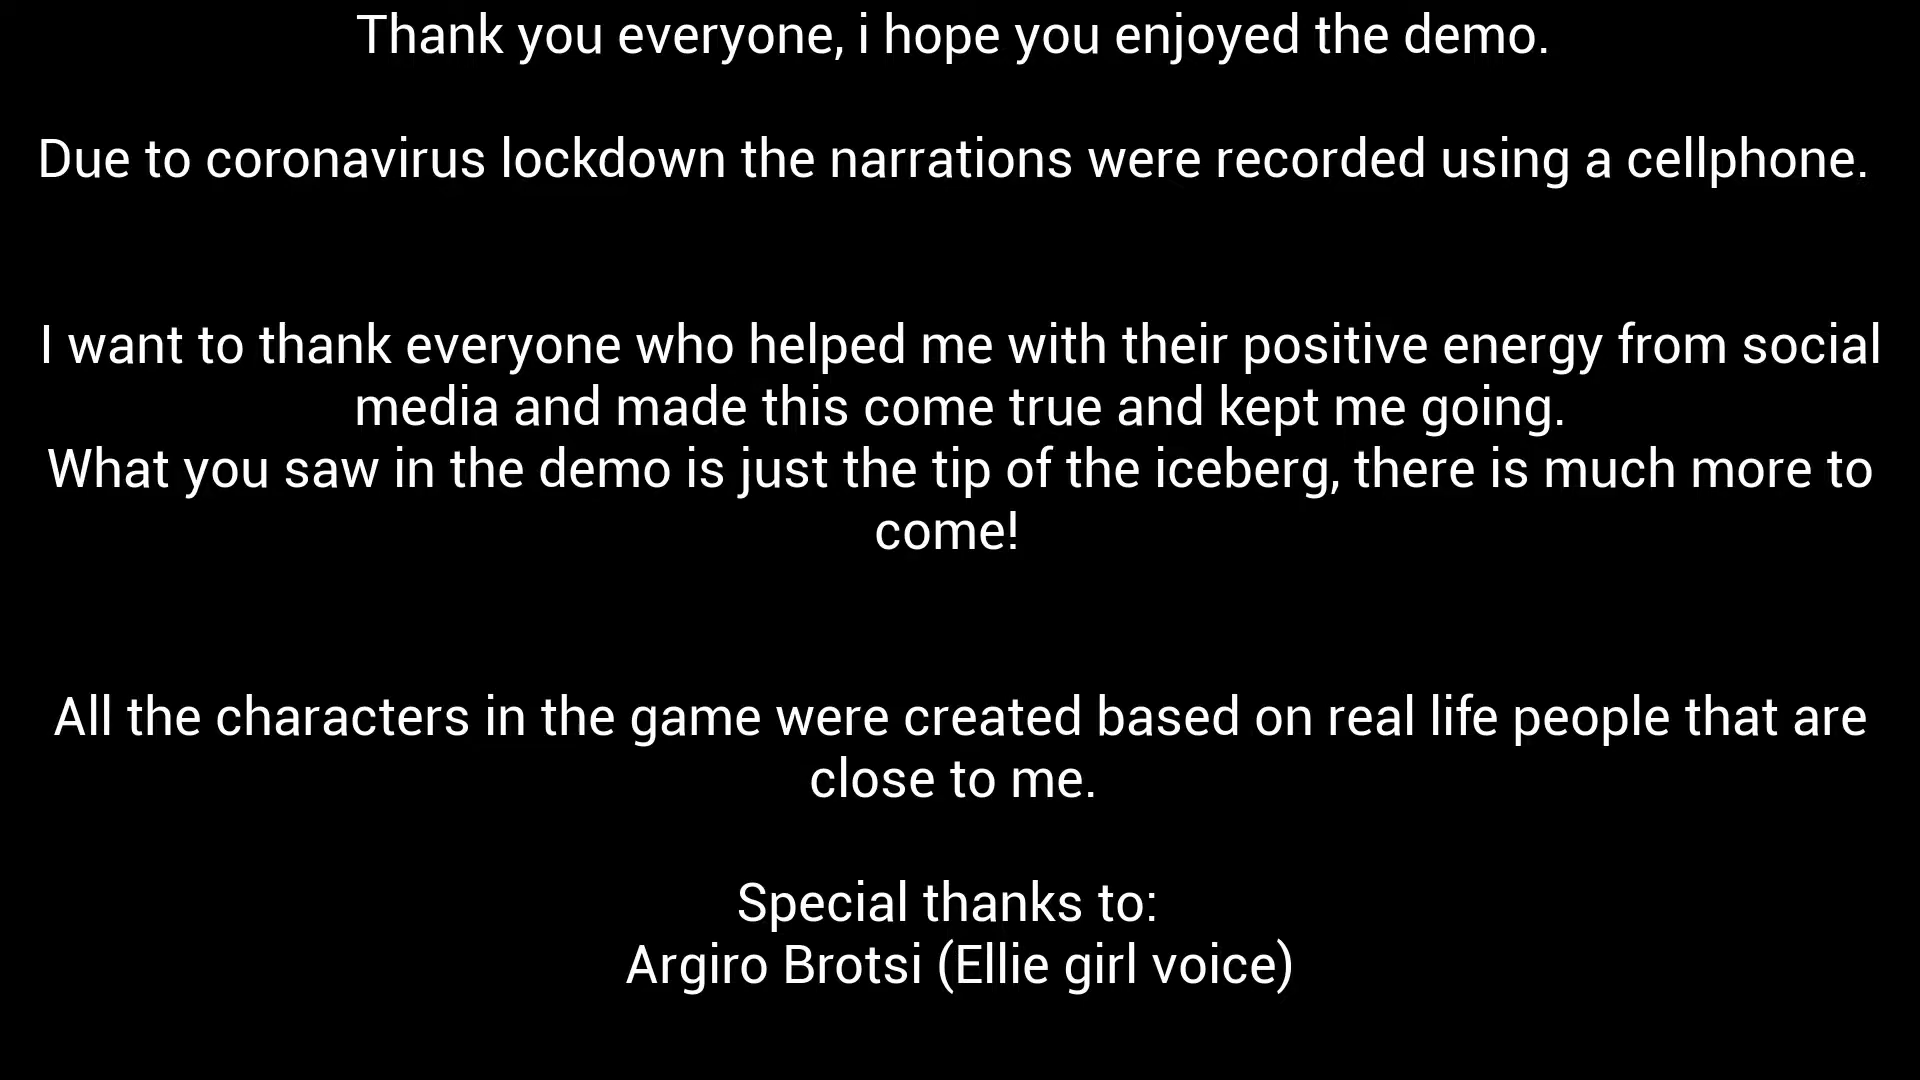 Thank you everyone, i hope you enjoyed the demo.
Due to coronavirus lockdown the narrations were recorded using a cellphone.
I want to thank everyone who helped me with their positive energy from social
media and made this come true and kept me going.
What you saw in the demo is just the tip of the iceberg, there is much more to
come!
All the characters in the game were created based on real life people that are
close to me.
Special thanks to:
Argiro Brotsi (Ellie girl voice)